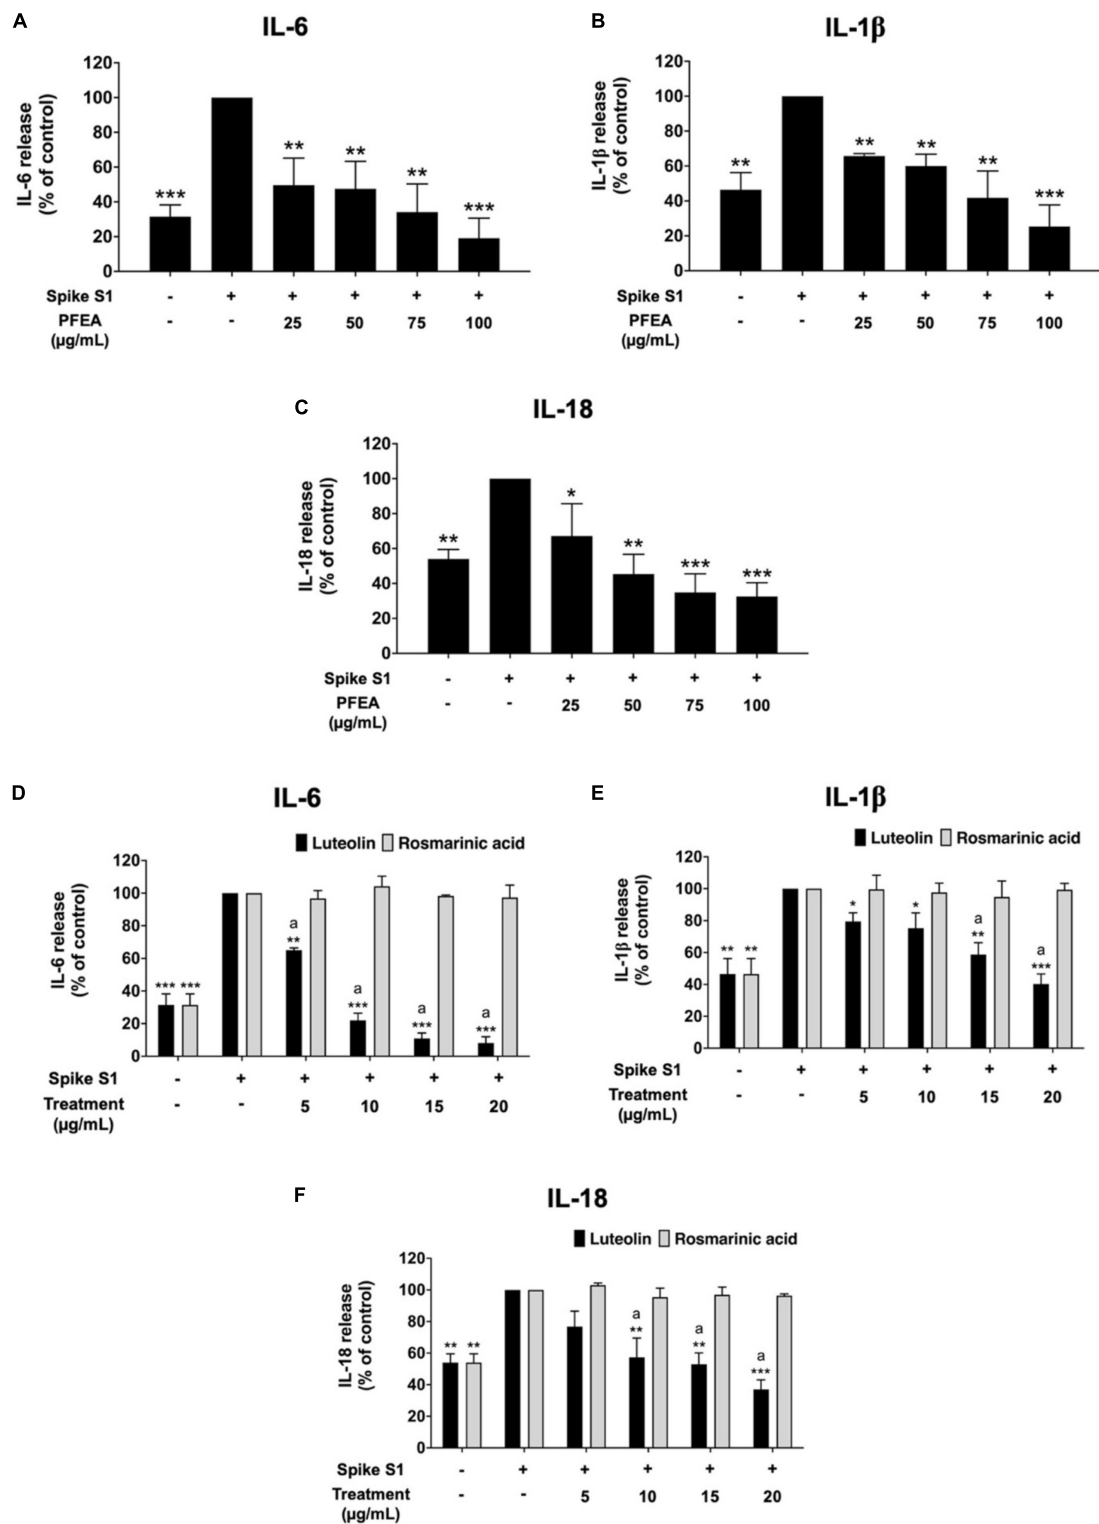 A
IL-6
IL-6 release
(% of control)
120
100
80
60
40
20
0
*** ** ** ** ***
Spike S1 - + + + + +
PFEA - - 25 50 75 100
(µg/mL)
B
IL-1β
IL-1β release
(% of control)
120
100
80
60
40
20
0
** ** ** ** ***
Spike S1 - + + + + +
PFEA - - 25 50 75 100
(µg/mL)
C
IL-18
IL-18 release
(% of control)
120
100
80
60
40
20
0
** * ** *** ***
Spike S1 - + + + + +
PFEA - - 25 50 75 100
(µg/mL)
D
IL-6
Luteolin Rosmarinic acid
IL-6 release
(% of control)
120
100
80
60
40
20
0
a a a a
*** *** ** *** *** ***
Spike S1 - + + + + +
Treatment - - 5 10 15 20
(µg/mL)
E
IL-1β
Luteolin Rosmarinic acid
IL-1β release
(% of control)
120
100
80
60
40
20
0
a a
** ** * * ** ***
Spike S1 - + + + + +
Treatment - - 5 10 15 20
(µg/mL)
F
IL-18
Luteolin Rosmarinic acid
IL-18 release
(% of control)
120
100
80
60
40
20
0
a a a
** ** ** ** ***
Spike S1 - + + + + +
Treatment - - 5 10 15 20
(µg/mL)